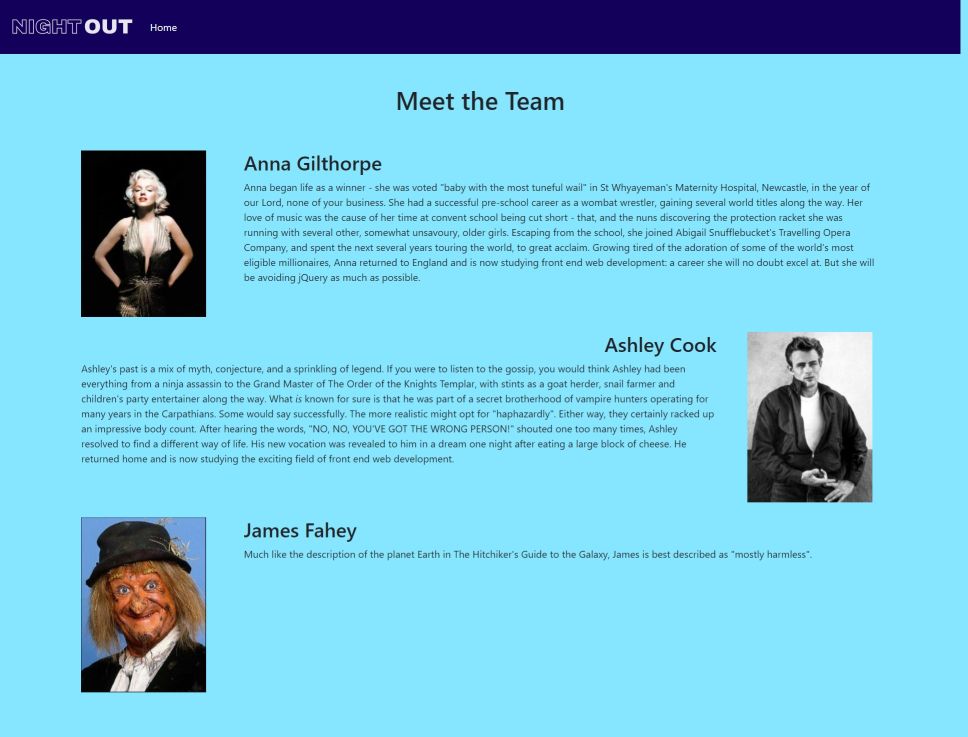 NIGHT OUT Home
Meet the Team
Anna Gilthorpe
Anna began life as a winner - she was voted "baby with the most tuneful wail" in St Whyayeman's Maternity Hospital, Newcastle, in the year of
our Lord, none of your business. She had a successful pre-school career as a wombat wrestler, gaining several world titles along the way. Her
love of music was the cause of her time at convent school being cut short - that, and the nuns discovering the protection racket she was
running with several other, somewhat unsavoury, older girls. Escaping from the school, she joined Abigail Snufflebucket's Travelling Opera
Company, and spent the next several years touring the world, to great acclaim. Growing tired of the adoration of some of the world's most
eligible millionaires, Anna returned to England and is now studying front end web development: a career she will no doubt excel at. But she will
be avoiding jQuery as much as possible.
Ashley Cook
Ashley's past is a mix of myth, conjecture, and a sprinkling of legend. If you were to listen to the gossip, you would think Ashley had been
everything from a ninja assassin to the Grand Master of The Order of the Knights Templar, with stints as a goat herder, snail farmer and
children's party entertainer along the way. What is known for sure is that he was part of a secret brotherhood of vampire hunters operating for
many years in the Carpathians. Some would say successfully. The more realistic might opt for "haphazardly". Either way, they certainly racked up
an impressive body count. After hearing the words, "NO, NO, YOU'VE GOT THE WRONG PERSON!" shouted one too many times, Ashley
resolved to find a different way of life. His new vocation was revealed to him in a dream one night after eating a large block of cheese. He
returned home and is now studying the exciting field of front end web development.
James Fahey
Much like the description of the planet Earth in The Hitchiker's Guide to the Galaxy, James is best described as "mostly harmless".